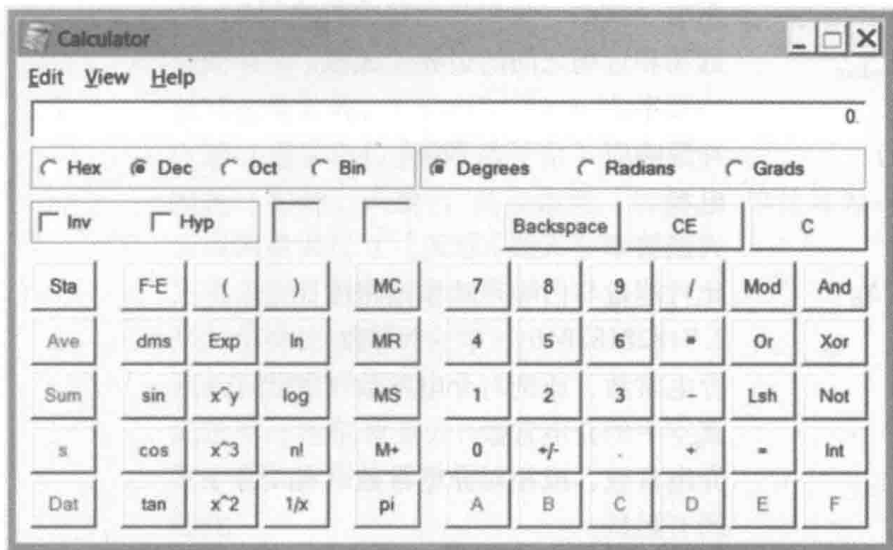 Calculator
Edit View Help
0.
Hex Dec Oct Bin Degrees Radians Grads
Inv Hyp Backspace CE C
Sta F-E ( ) MC 7 8 9 / Mod And
Ave dms Exp ln MR 4 5 6 * Or Xor
Sum sin x^y log MS 1 2 3 - Lsh Not
s cos x^3 n! M+ 0 +/- . + = Int
Dat tan x^2 1/x pi A B C D E F